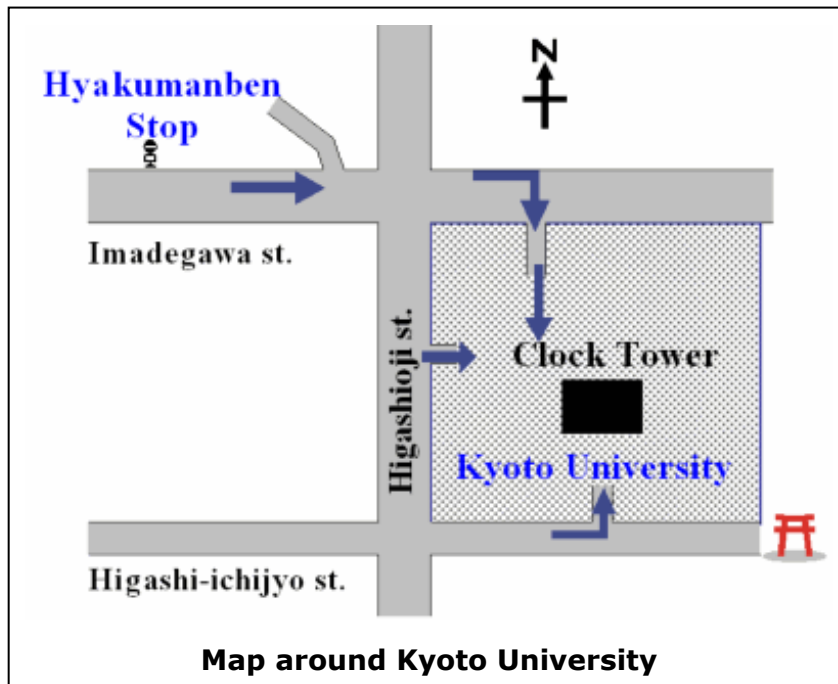 Hyakumanben
Stop
N
Imadegawa st.
Higashioji st.
Clock Tower
Kyoto University
Higashi-ichijyo st.
Map around Kyoto University